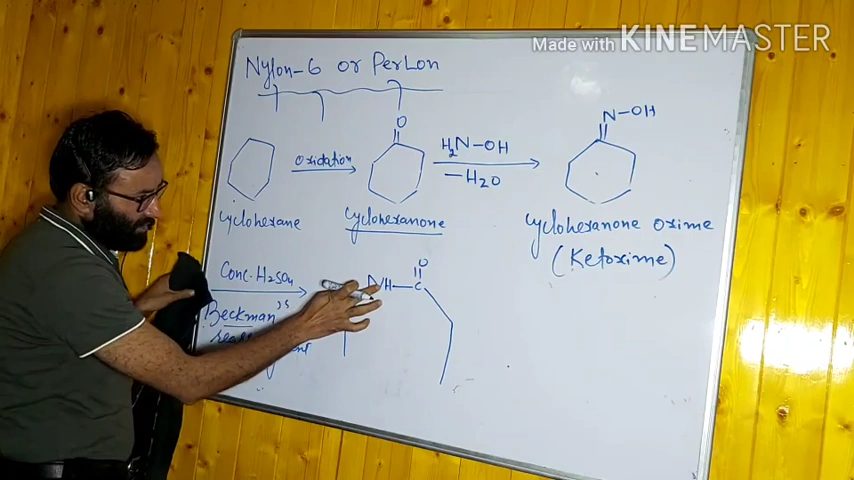 Made with KINEMASTER
Nylon-6 or PerLon
O
N-OH
oxidation
H2N-OH
-H2O
cyclohexane
cyclohexanone
cyclohexanone oxime
(Ketoxime)
Conc. H2SO4
O
NH-C
Beckman's